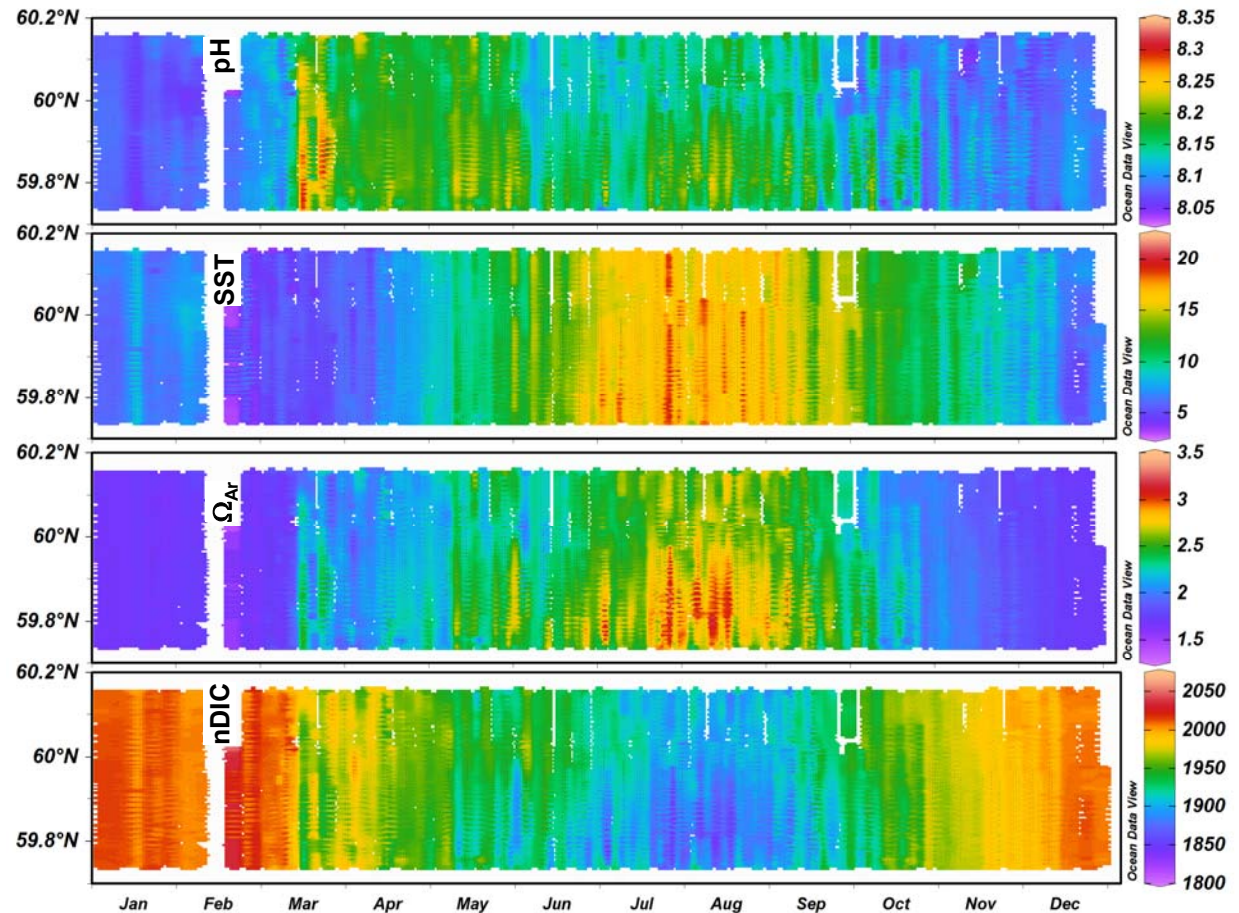 60.2°N
60°N
59.8°N
pH
Ocean Data View
8.35
8.3
8.25
8.2
8.15
8.1
8.05
60.2°N
60°N
59.8°N
SST
Ocean Data View
20
15
10
5
60.2°N
60°N
59.8°N
ΩAr
Ocean Data View
3.5
3
2.5
2
1.5
60.2°N
60°N
59.8°N
nDIC
Ocean Data View
2050
2000
1950
1900
1850
1800
Jan Feb Mar Apr May Jun Jul Aug Sep Oct Nov Dec